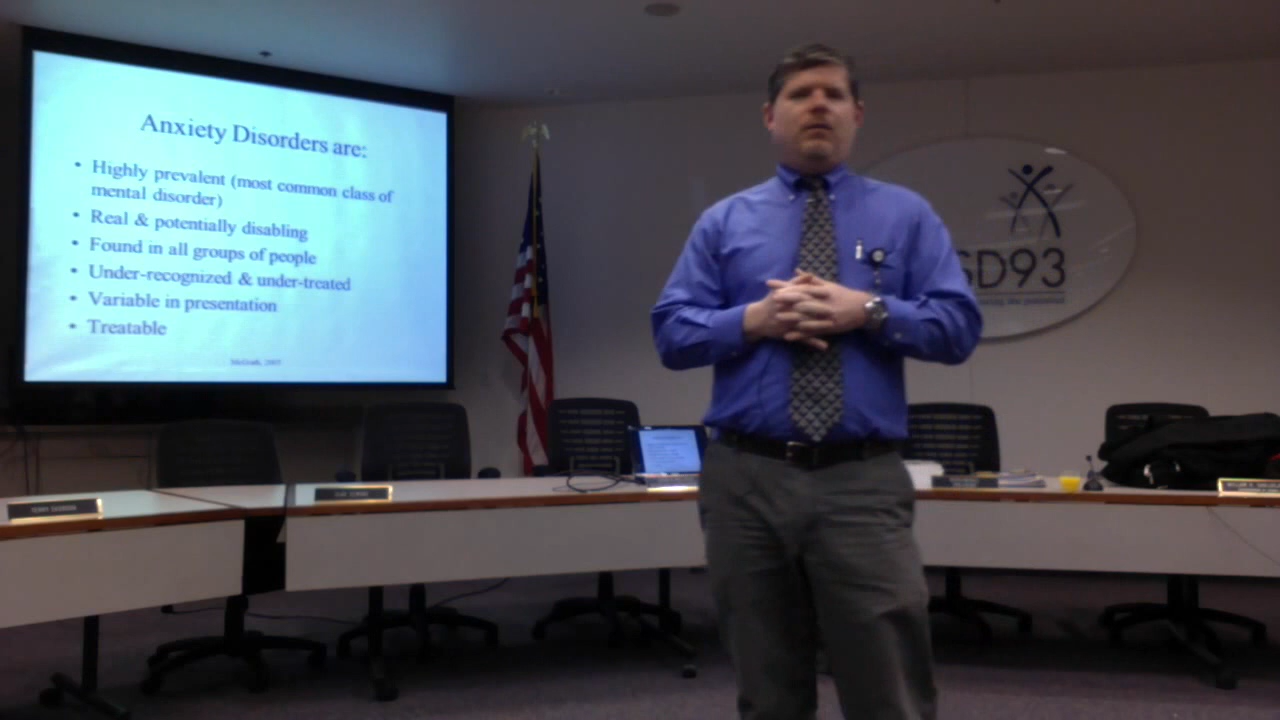 Anxiety Disorders are:
• Highly prevalent (most common class of
mental disorder)
• Real & potentially disabling
• Found in all groups of people
• Under-recognized & under-treated
• Variable in presentation
• Treatable
SD93